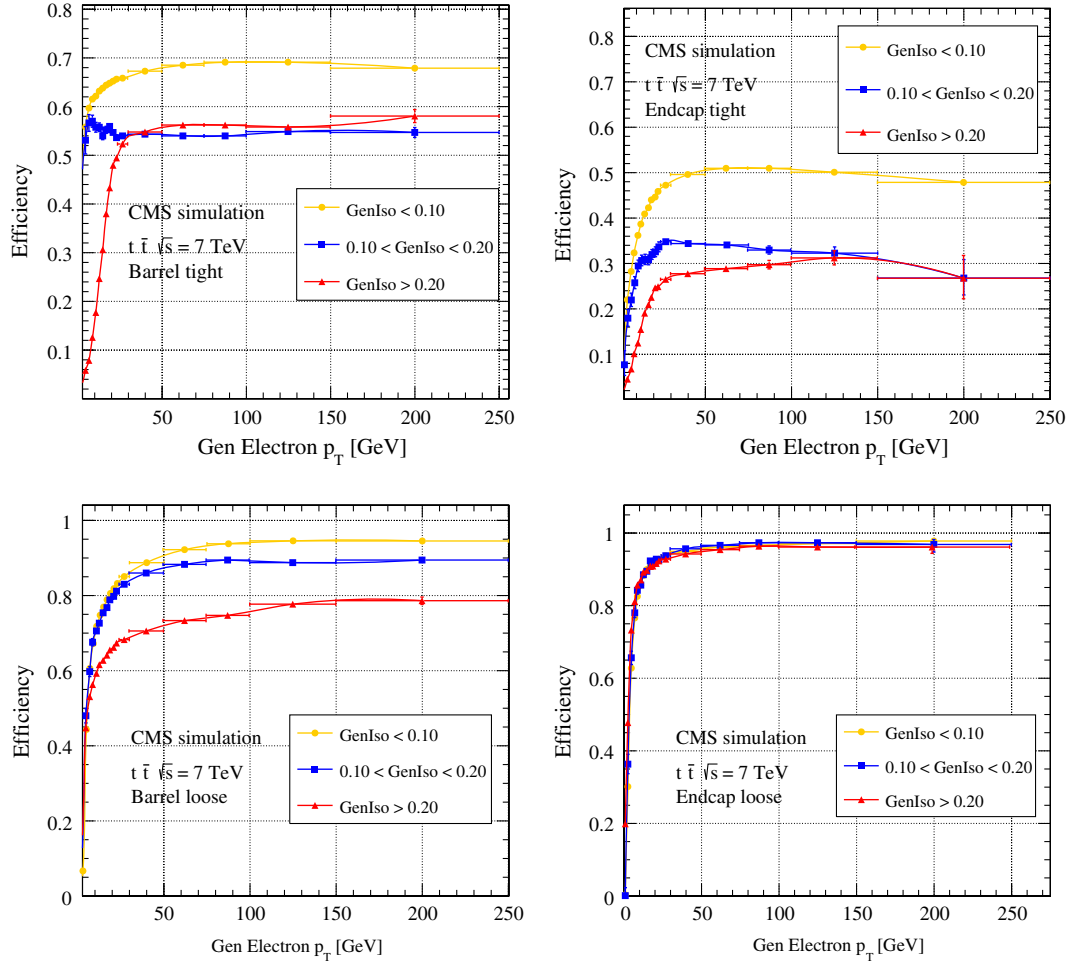 0.8
0.7
0.6
0.5
0.4
0.3
0.2
0.1
Efficiency
CMS simulation
t t̄ √s = 7 TeV
Barrel tight
GenIso < 0.10
0.10 < GenIso < 0.20
GenIso > 0.20
50 100 150 200 250
Gen Electron p_T [GeV]
0.8
0.7
0.6
0.5
0.4
0.3
0.2
0.1
Efficiency
CMS simulation
t t̄ √s = 7 TeV
Endcap tight
GenIso < 0.10
0.10 < GenIso < 0.20
GenIso > 0.20
50 100 150 200 250
Gen Electron p_T [GeV]
1
0.8
0.6
0.4
0.2
0
Efficiency
CMS simulation
t t̄ √s = 7 TeV
Barrel loose
GenIso < 0.10
0.10 < GenIso < 0.20
GenIso > 0.20
50 100 150 200 250
Gen Electron p_T [GeV]
1
0.8
0.6
0.4
0.2
0
Efficiency
CMS simulation
t t̄ √s = 7 TeV
Endcap loose
GenIso < 0.10
0.10 < GenIso < 0.20
GenIso > 0.20
0 50 100 150 200 250
Gen Electron p_T [GeV]